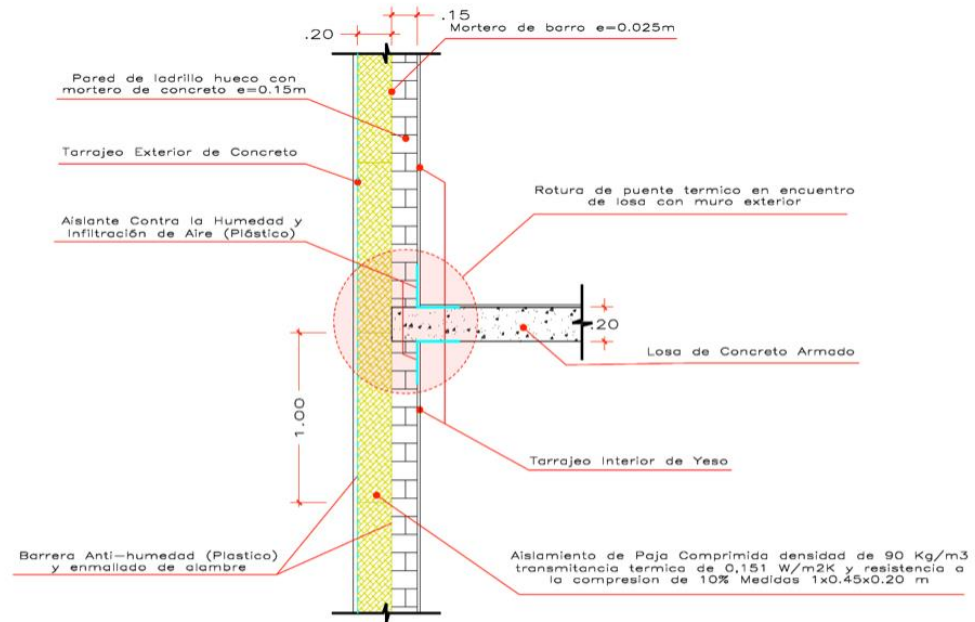 .15
.20
Mortero de barro e=0.025m
Pared de ladrillo hueco con
mortero de concreto e=0.15m
Tarrajeo Exterior de Concreto
Rotura de puente termico en encuentro
de losa con muro exterior
Aislante Contra la Humedad y
Infiltración de Aire (Plástico)
.20
Losa de Concreto Armado
1.00
Tarrajeo Interior de Yeso
Barrera Anti-humedad (Plastico)
y enmallado de alambre
Aislamiento de Paja Comprimida densidad de 90 Kg/m3
transmitancia termica de 0,151 W/m2K y resistencia a
la compresion de 10% Medidas 1x0.45x0.20 m